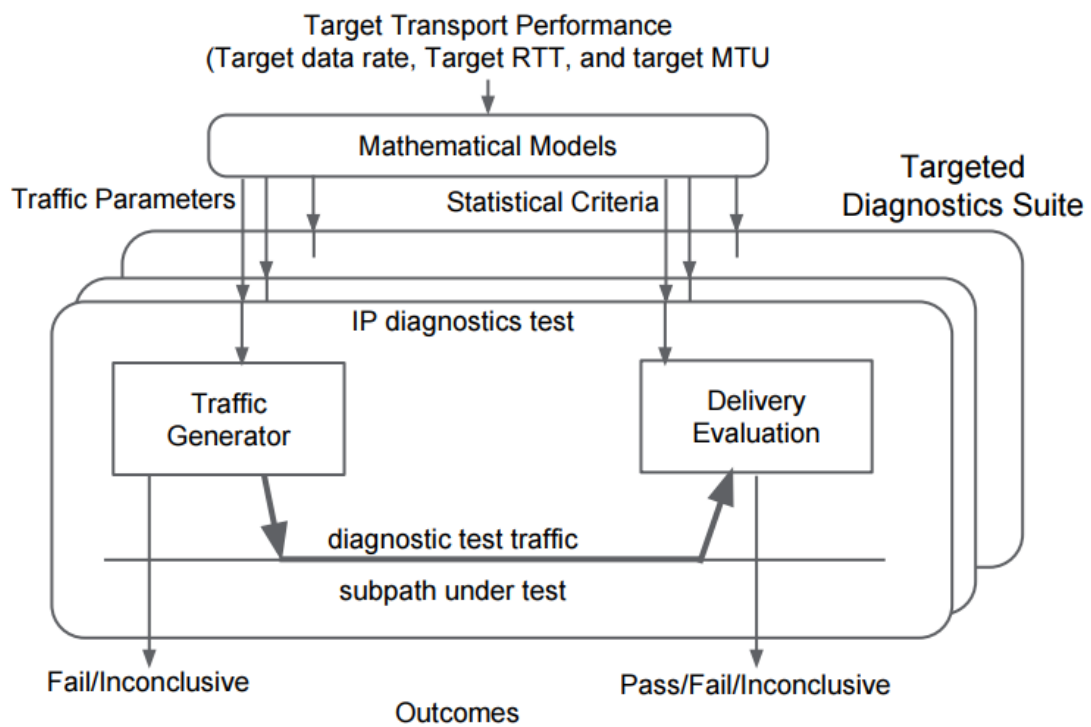 Target Transport Performance
(Target data rate, Target RTT, and target MTU
Mathematical Models
Traffic Parameters
Statistical Criteria
Targeted
Diagnostics Suite
IP diagnostics test
Traffic
Generator
Delivery
Evaluation
diagnostic test traffic
subpath under test
Fail/Inconclusive
Pass/Fail/Inconclusive
Outcomes